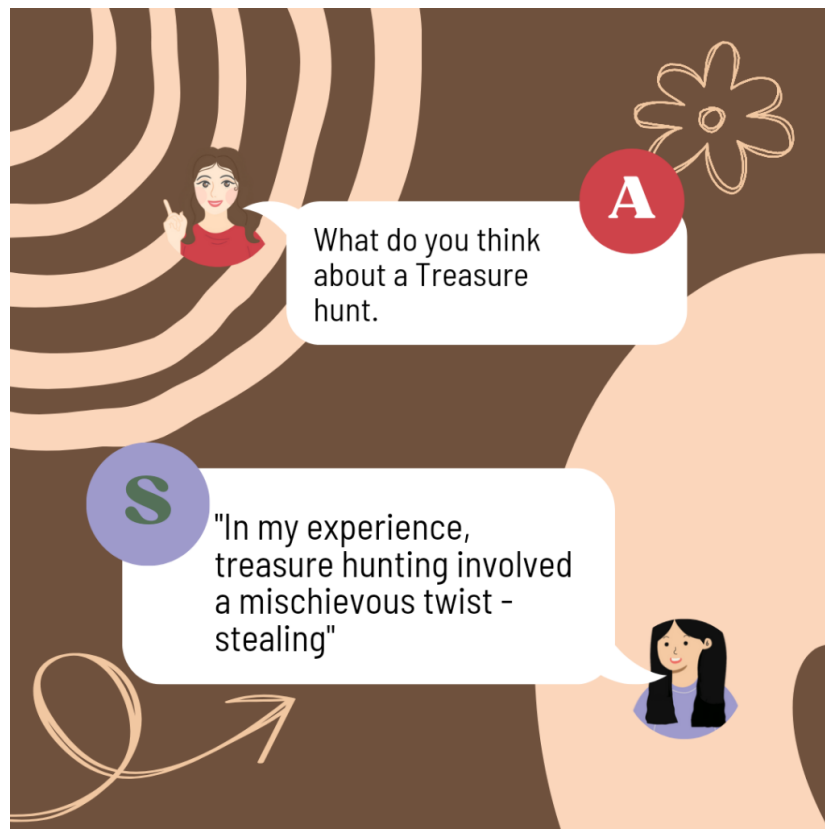 A
What do you think
about a Treasure
hunt.
S
"In my experience,
treasure hunting involved
a mischievous twist -
stealing"